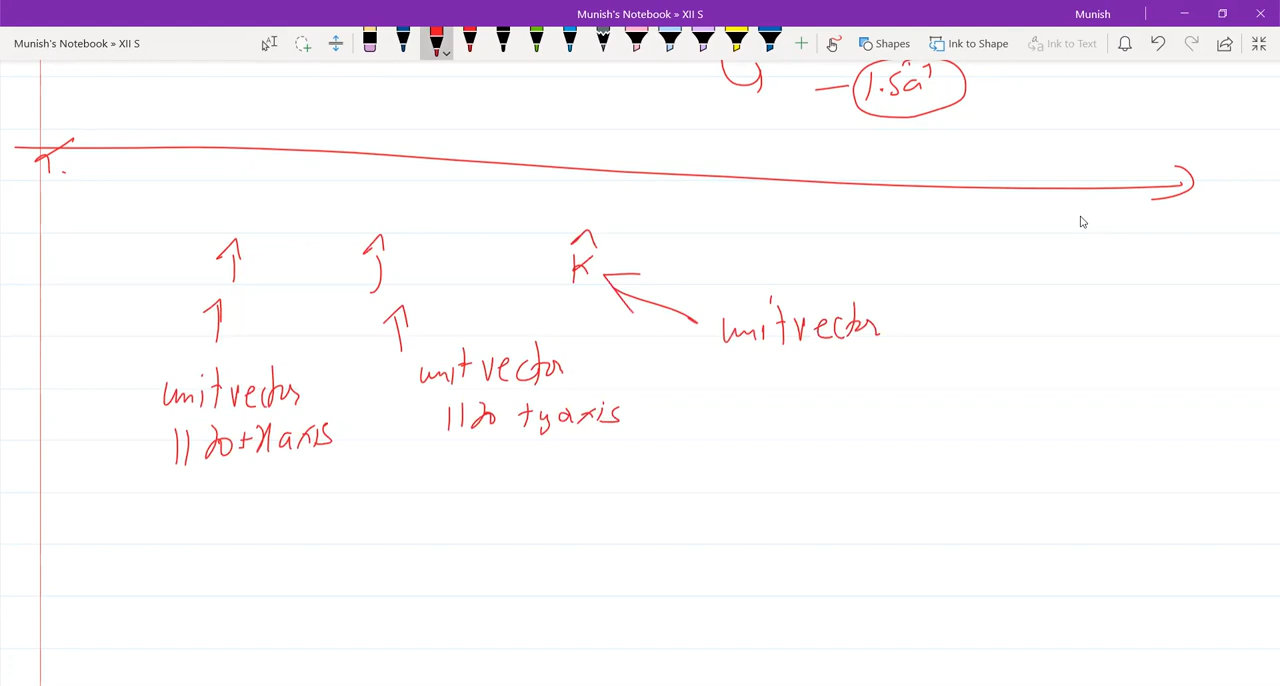 Munish's Notebook » XII S
Munish
Munish's Notebook » XII S
Shapes
Ink to Shape
Ink to Text
- 1.5â
î ĵ k̂
unit vector
unit vector
|| to +x axis
unit vector
|| to +y axis